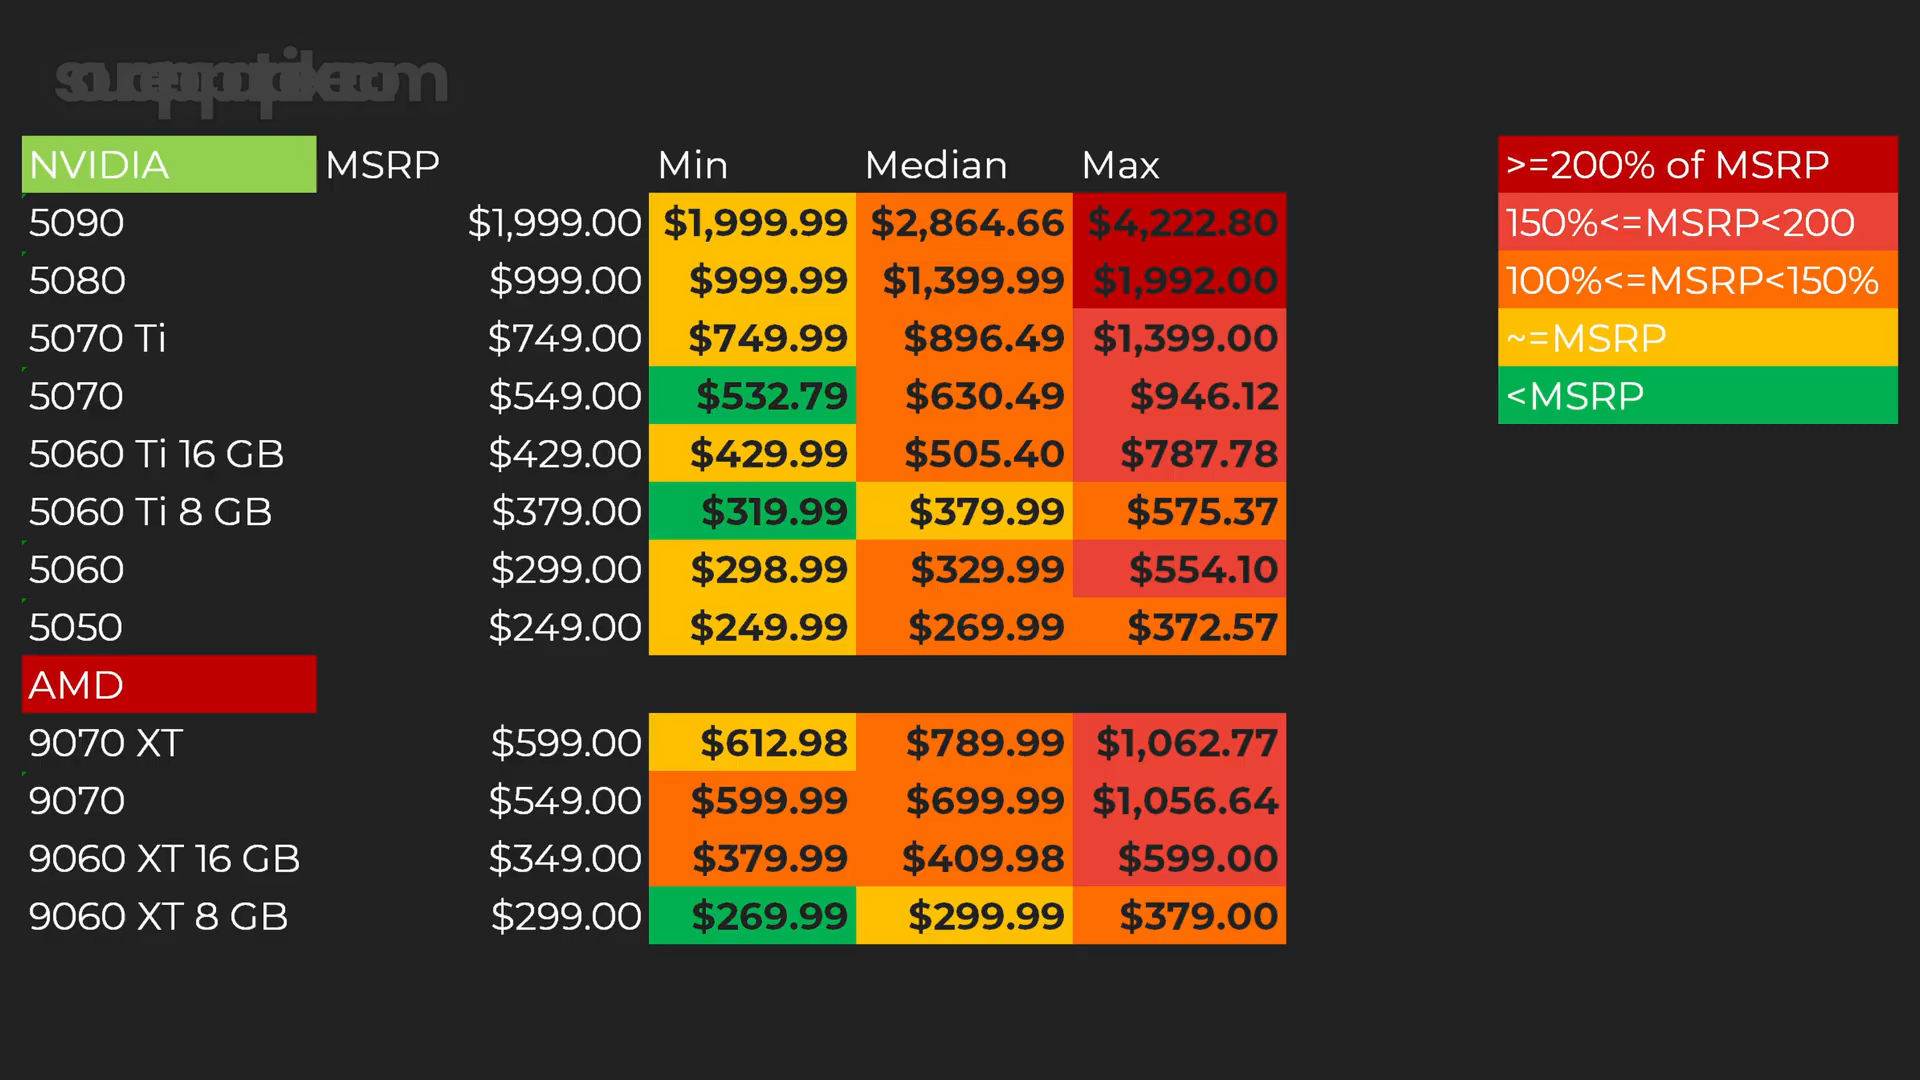 NVIDIA MSRP Min Median Max
5090 $1,999.00 $1,999.99 $2,864.66 $4,222.80
5080 $999.00 $999.99 $1,399.99 $1,992.00
5070 Ti $749.00 $749.99 $896.49 $1,399.00
5070 $549.00 $532.79 $630.49 $946.12
5060 Ti 16 GB $429.00 $429.99 $505.40 $787.78
5060 Ti 8 GB $379.00 $319.99 $379.99 $575.37
5060 $299.00 $298.99 $329.99 $554.10
5050 $249.00 $249.99 $269.99 $372.57
AMD
9070 XT $599.00 $612.98 $789.99 $1,062.77
9070 $549.00 $599.99 $699.99 $1,056.64
9060 XT 16 GB $349.00 $379.99 $409.98 $599.00
9060 XT 8 GB $299.00 $269.99 $299.99 $379.00
>=200% of MSRP
150%<=MSRP<200
100%<=MSRP<150%
~=MSRP
<MSRP